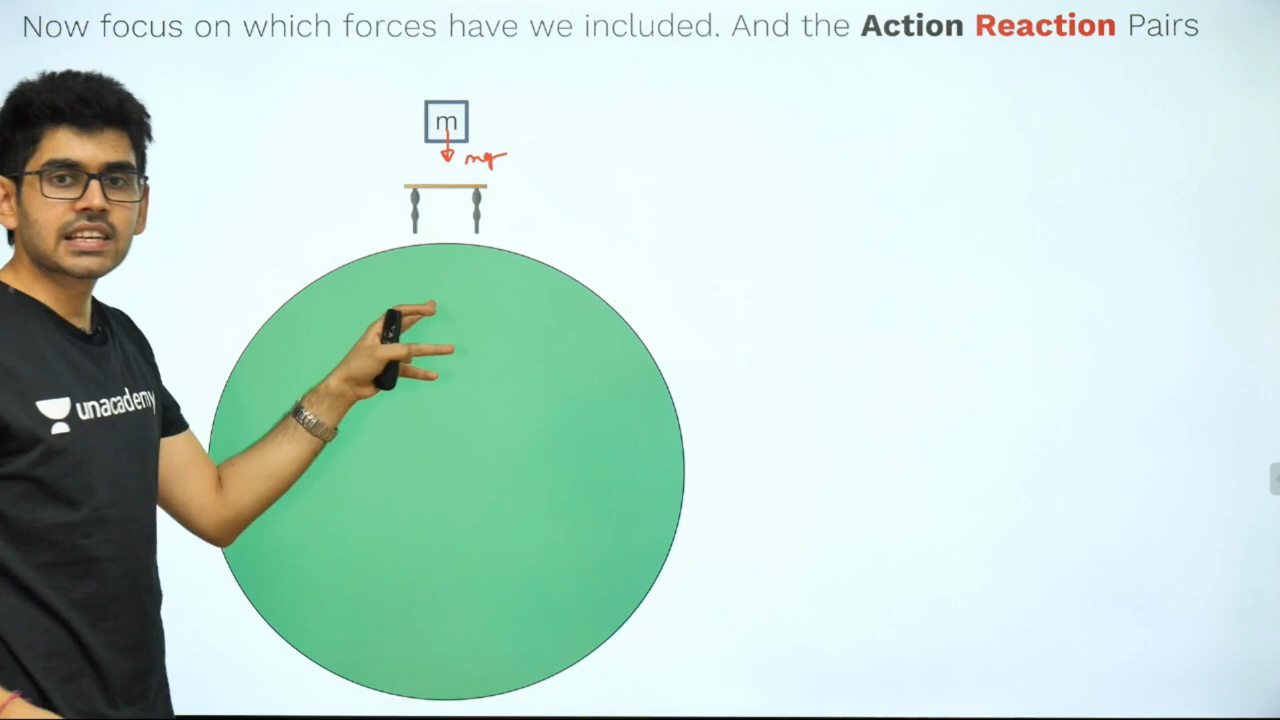 Now focus on which forces have we included. And the Action Reaction Pairs
m
mg
unacademy